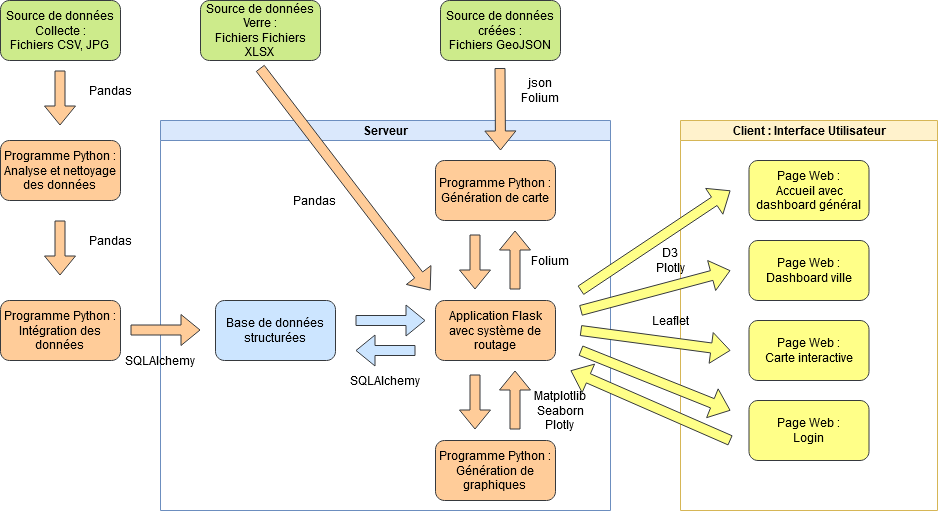 Source de données
Collecte :
Fichiers CSV, JPG
Source de données
Verre :
Fichiers Fichiers
XLSX
Source de données
créées :
Fichiers GeoJSON
Pandas
json
Folium
Serveur
Client : Interface Utilisateur
Programme Python :
Analyse et nettoyage
des données
Programme Python :
Génération de carte
Page Web :
Accueil avec
dashboard général
Pandas
Pandas
Folium
D3
Plotly
Page Web :
Dashboard ville
Programme Python :
Intégration des
données
SQLAlchemy
Base de données
structurées
SQLAlchemy
Application Flask
avec système de
routage
Leaflet
Page Web :
Carte interactive
Matplotlib
Seaborn
Plotly
Page Web :
Login
Programme Python :
Génération de
graphiques